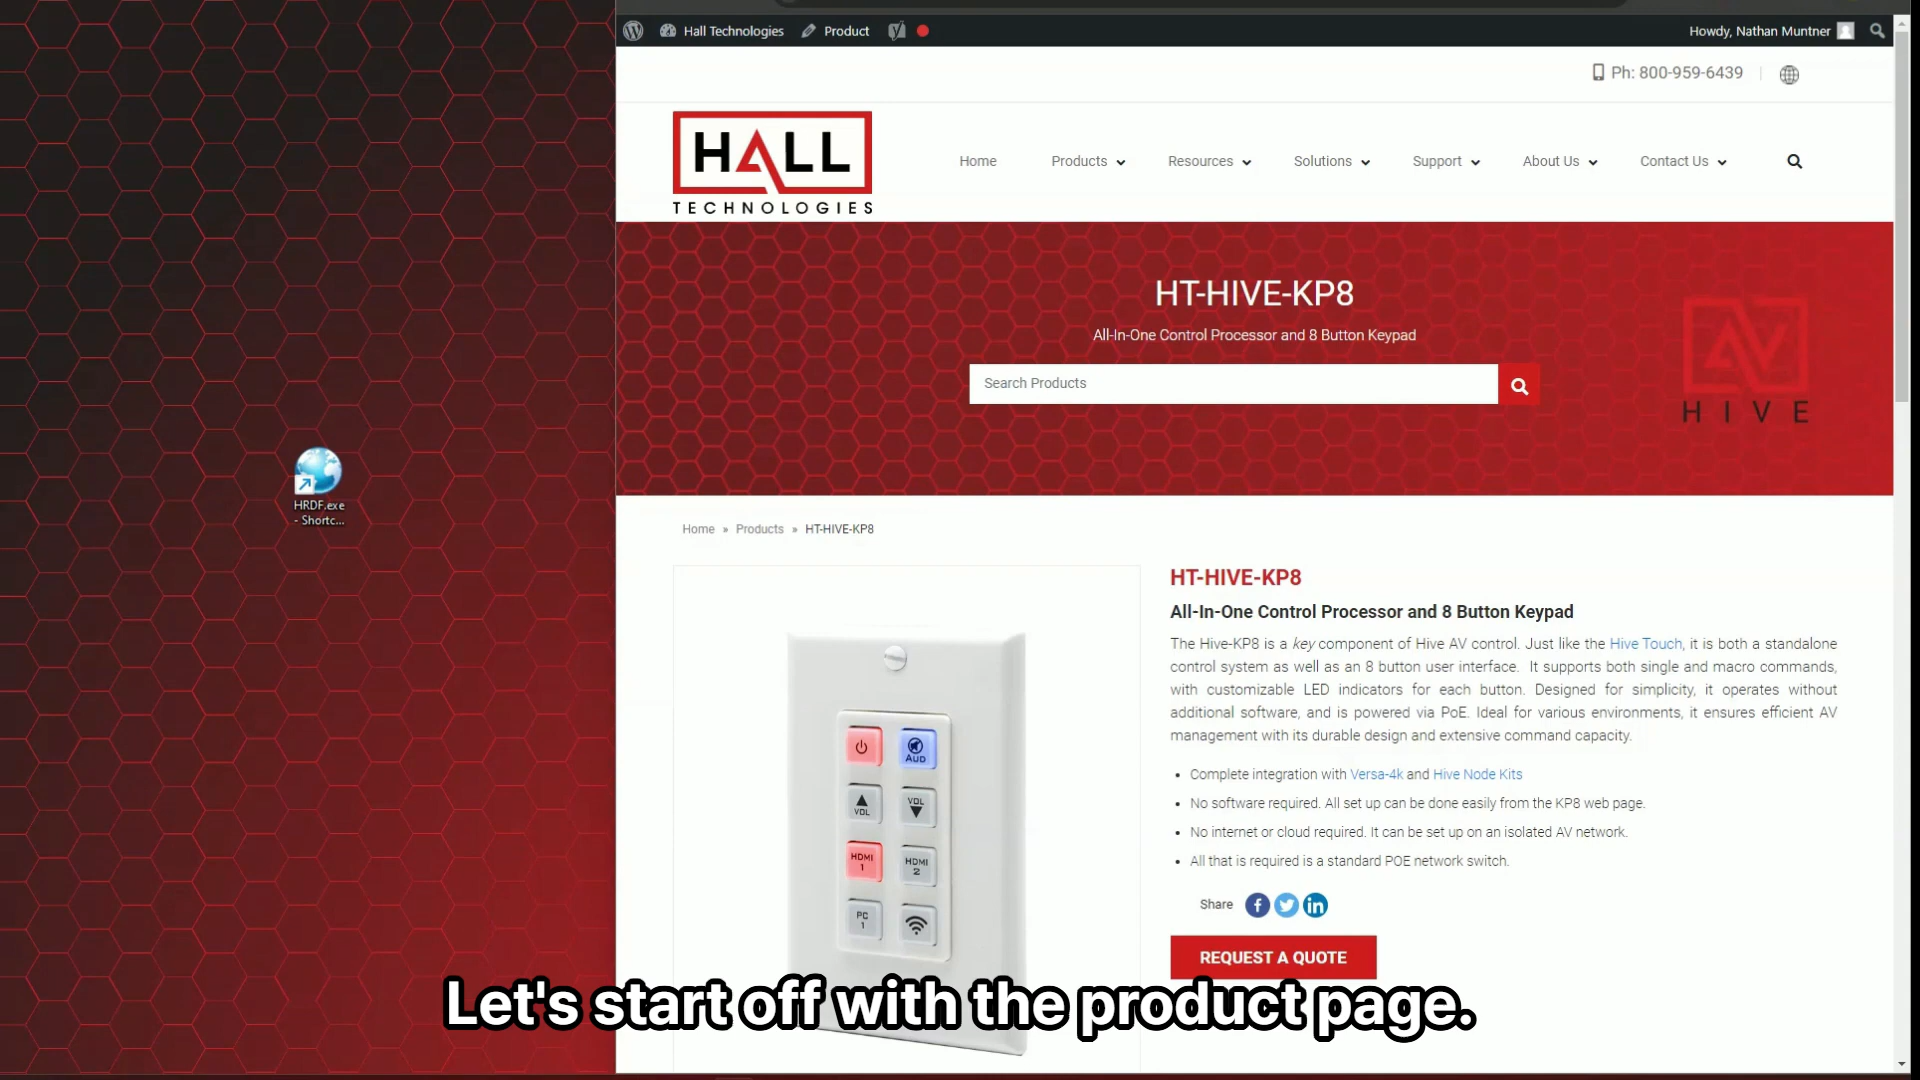 Hall Technologies
Product
Howdy, Nathan Muntner
Ph: 800-959-6439
HALL
TECHNOLOGIES
Home
Products
Resources
Solutions
Support
About Us
Contact Us
HT-HIVE-KP8
All-In-One Control Processor and 8 Button Keypad
Search Products
AV
HIVE
HRDF.exe
- Shortc...
Home » Products » HT-HIVE-KP8
HT-HIVE-KP8
All-In-One Control Processor and 8 Button Keypad
The Hive-KP8 is a key component of Hive AV control. Just like the Hive Touch, it is both a standalone
control system as well as an 8 button user interface. It supports both single and macro commands,
with customizable LED indicators for each button. Designed for simplicity, it operates without
additional software, and is powered via PoE. Ideal for various environments, it ensures efficient AV
management with its durable design and extensive command capacity.
• Complete integration with Versa-4k and Hive Node Kits
• No software required. All set up can be done easily from the KP8 web page.
• No internet or cloud required. It can be set up on an isolated AV network.
• All that is required is a standard POE network switch.
Share
REQUEST A QUOTE
AUD
VOL
VOL
HDMI
1
HDMI
2
PC
1
Let's start off with the product page.